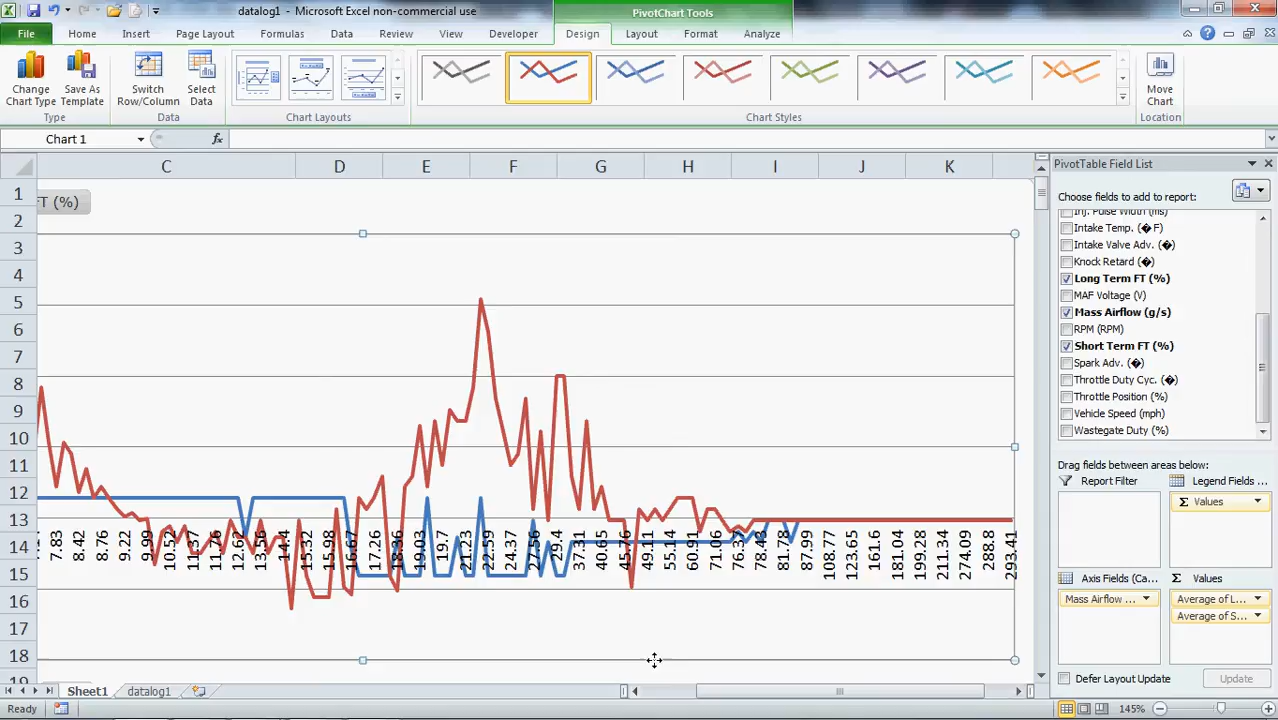 datalog1 - Microsoft Excel non-commercial use
PivotChart Tools
File Home Insert Page Layout Formulas Data Review View Developer Design Layout Format Analyze
Change Chart Type
Save As Template
Switch Row/Column
Select Data
Move Chart
Type Data Chart Layouts Chart Styles Location
Chart 1
fx
C D E F G H I J K
PivotTable Field List
Choose fields to add to report:
1
2
3
4
5
6
7
8
9
10
11
12
13
14
15
16
17
18
FT (%)
7.83 8.42 8.76 9.22 9.99 10.52 11.37 12.62 13.56 14.4 15.32 15.98 17.26 19.03 19.7 21.23 22.59 24.37 27.56 29.4 37.31 40.65 45.76 49.11 55.14 60.91 71.06 78.43 81.78 87.99 108.77 123.65 161.6 181.04 199.28 211.34 274.09 288.8 293.41
Inj. Pulse Width (ms)
Intake Temp. (� F)
Intake Valve Adv. (�)
Knock Retard (�)
Long Term FT (%)
MAF Voltage (V)
Mass Airflow (g/s)
RPM (RPM)
Short Term FT (%)
Spark Adv. (�)
Throttle Duty Cyc. (�)
Throttle Position (%)
Vehicle Speed (mph)
Wastegate Duty (%)
Drag fields between areas below:
Report Filter
Legend Fields ...
Σ Values
Axis Fields (Ca...
Σ Values
Mass Airflow ...
Average of L...
Average of S...
Defer Layout Update
Update
Sheet1 datalog1
Ready
145%